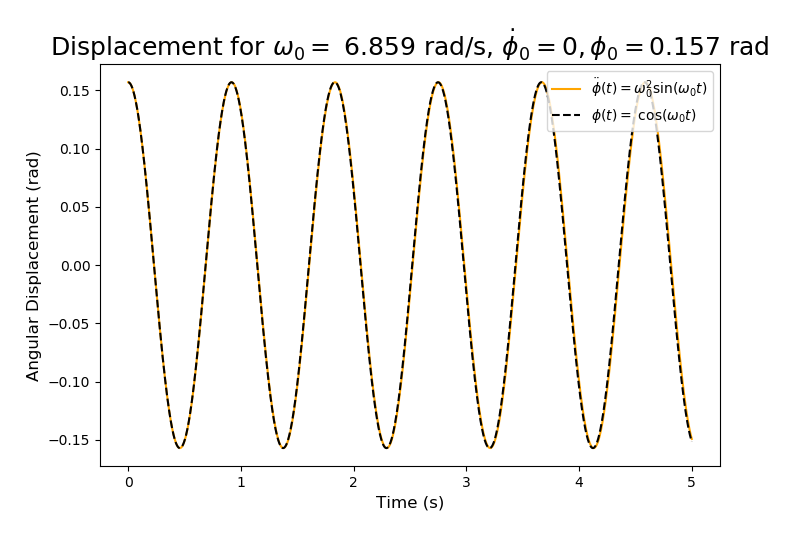 Displacement for ω₀ = 6.859 rad/s, ϕ̇₀ = 0, ϕ₀ = 0.157 rad
ϕ̈(t) = ω₀²sin(ω₀t)
ϕ(t) = cos(ω₀t)
Angular Displacement (rad)
0.15
0.10
0.05
0.00
−0.05
−0.10
−0.15
0 1 2 3 4 5
Time (s)